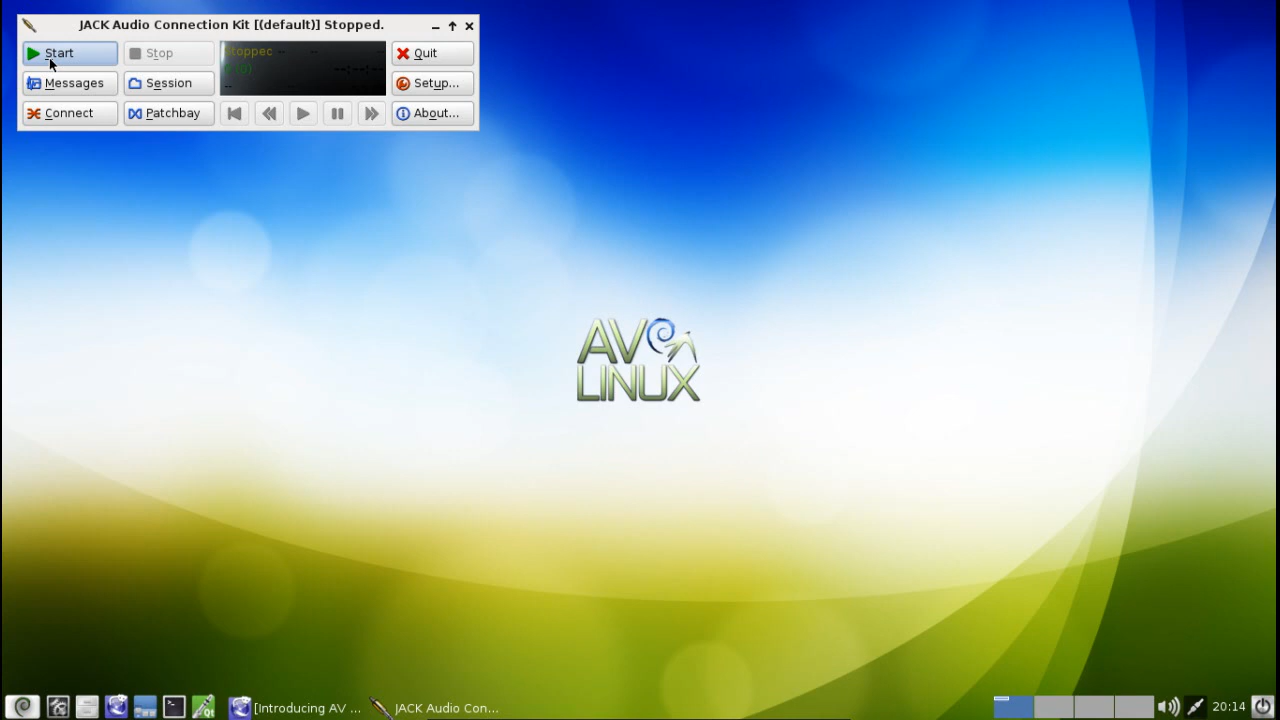 JACK Audio Connection Kit [(default)] Stopped.
Start
Stop
Quit
Messages
Session
Setup...
Connect
Patchbay
About...
AV
LINUX
[Introducing AV ...
JACK Audio Con...
20:14